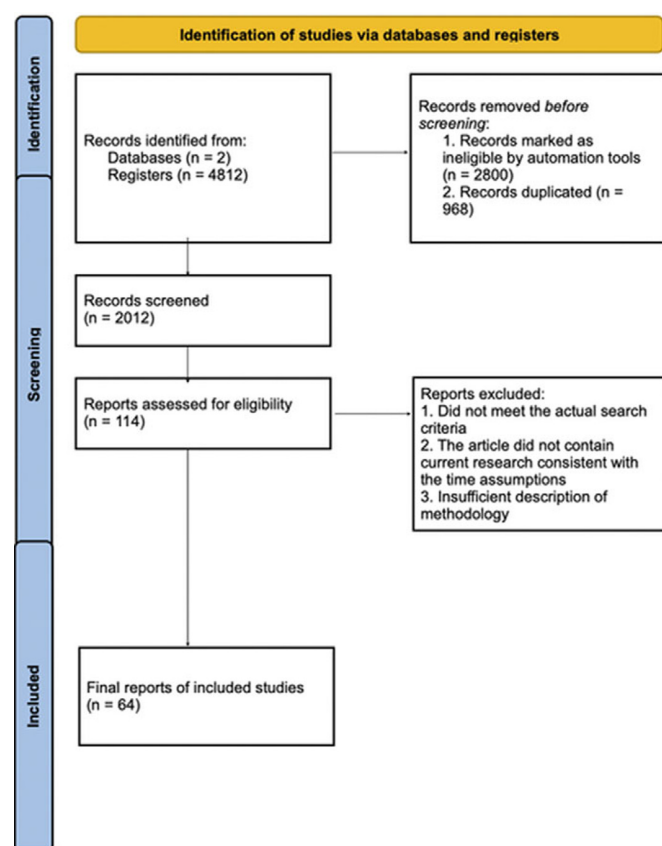 Identification of studies via databases and registers
Identification
Records identified from:
Databases (n = 2)
Registers (n = 4812)
Records removed before
screening:
1. Records marked as
ineligible by automation tools
(n = 2800)
2. Records duplicated (n =
968)
Screening
Records screened
(n = 2012)
Reports assessed for eligibility
(n = 114)
Reports excluded:
1. Did not meet the actual search
criteria
2. The article did not contain
current research consistent with
the time assumptions
3. Insufficient description of
methodology
Included
Final reports of included studies
(n = 64)